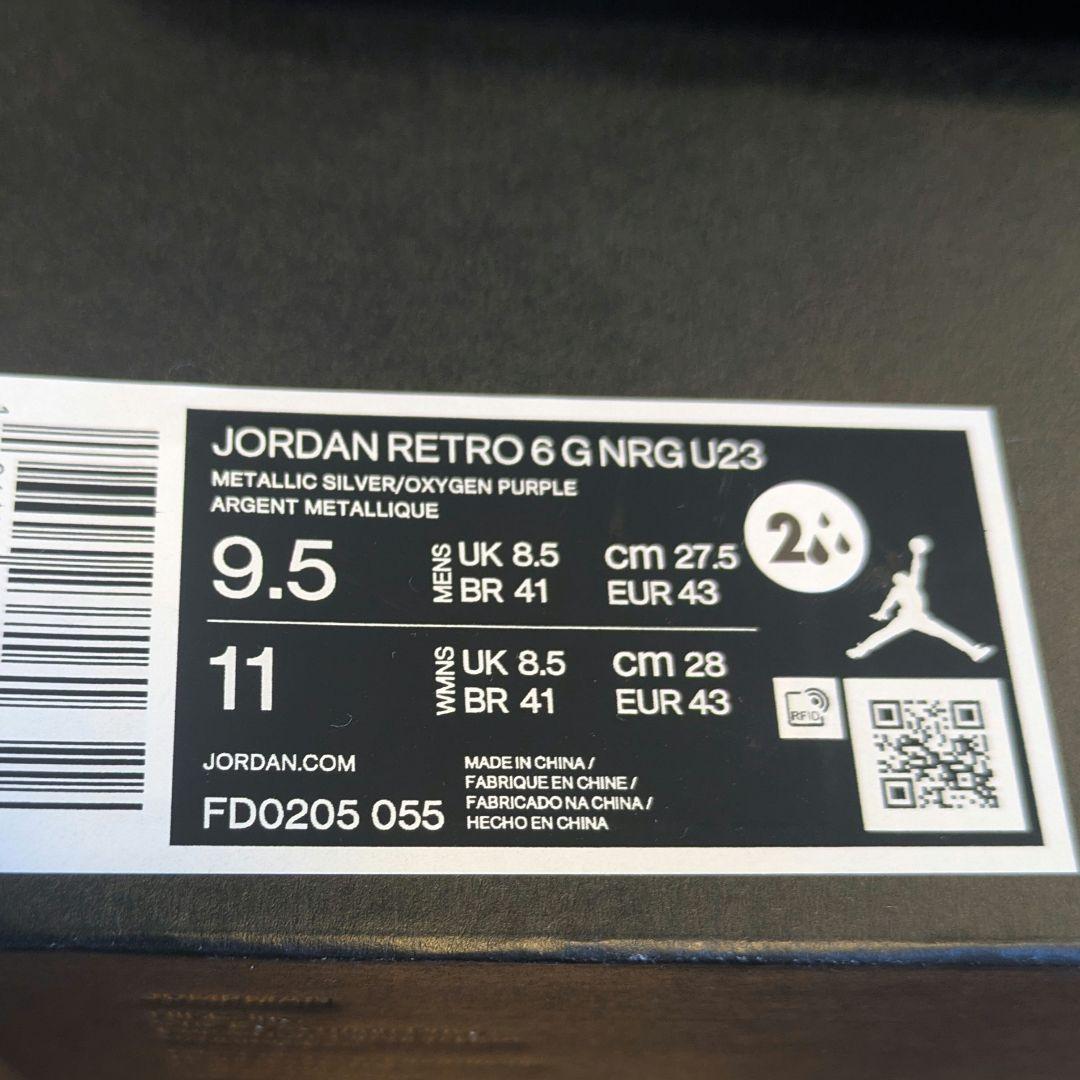 JORDAN RETRO 6 G NRG U23
METALLIC SILVER/OXYGEN PURPLE
ARGENT METALLIQUE
9.5
MENS
UK 8.5
cm 27.5
BR 41
EUR 43
2
11
WMNS
UK 8.5
cm 28
BR 41
EUR 43
RFID
JORDAN.COM
FD0205 055
MADE IN CHINA /
FABRIQUE EN CHINE /
FABRICADO NA CHINA /
HECHO EN CHINA